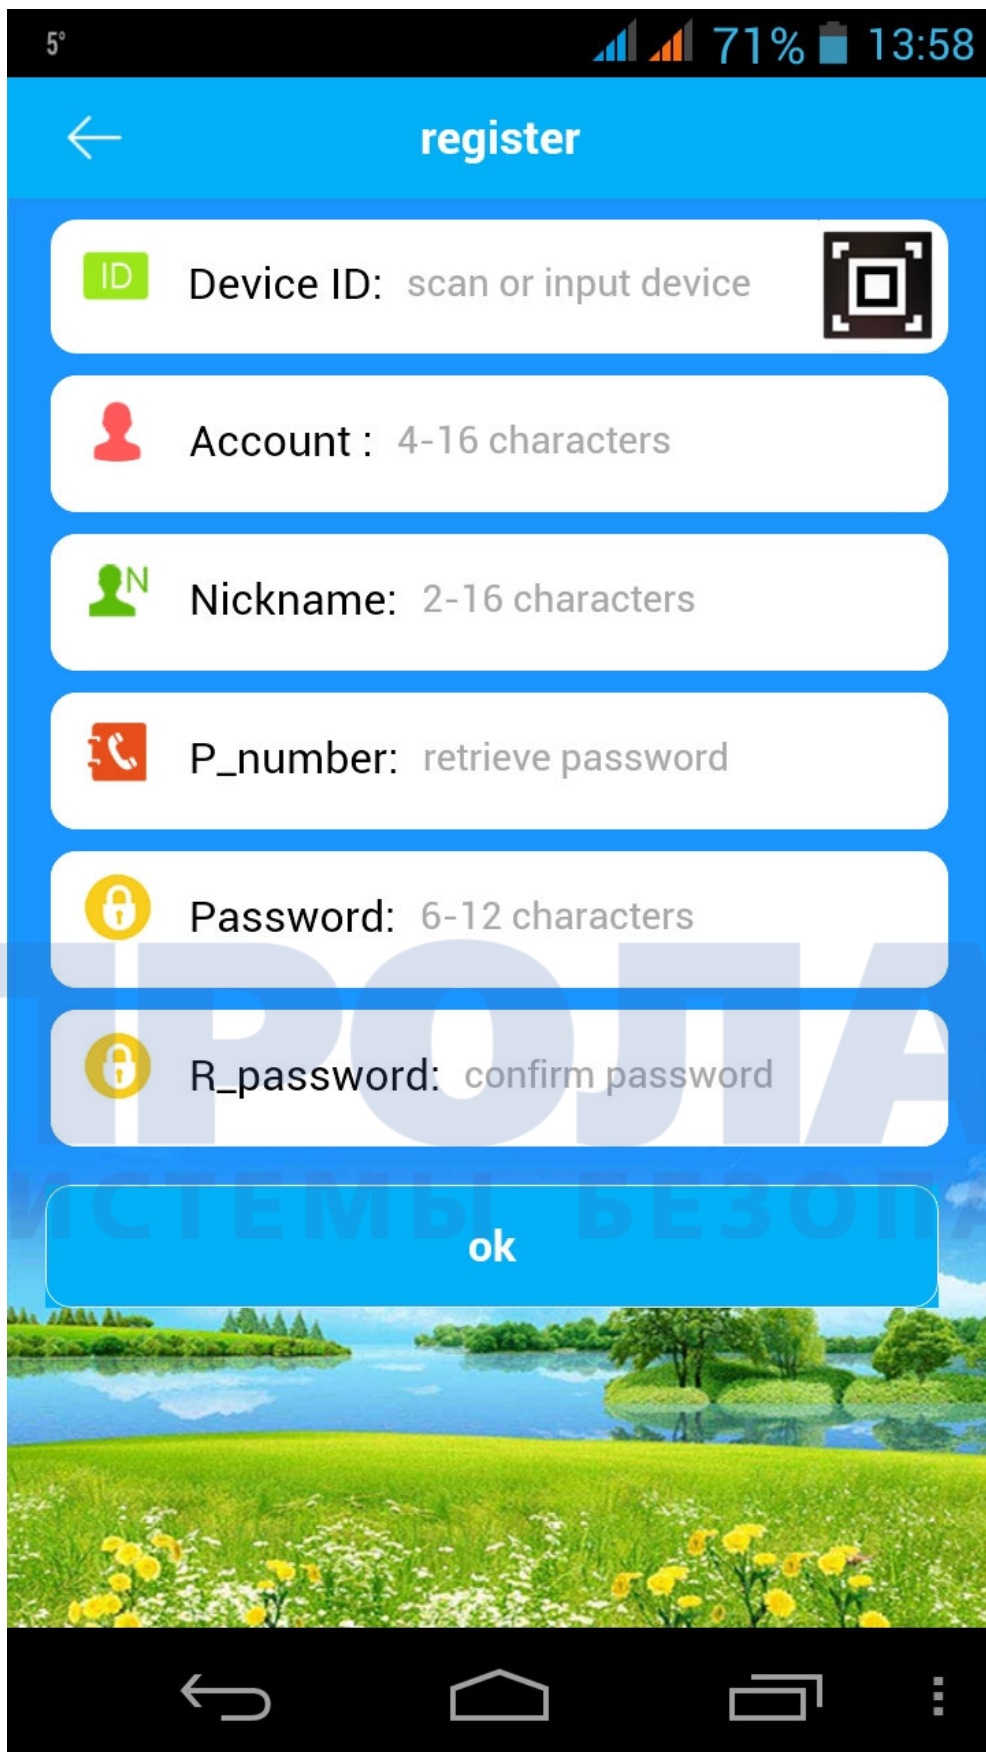 5°
71% 13:58
register
ID
Device ID: scan or input device
Account : 4-16 characters
N
Nickname: 2-16 characters
P_number: retrieve password
Password: 6-12 characters
R_password: confirm password
ok